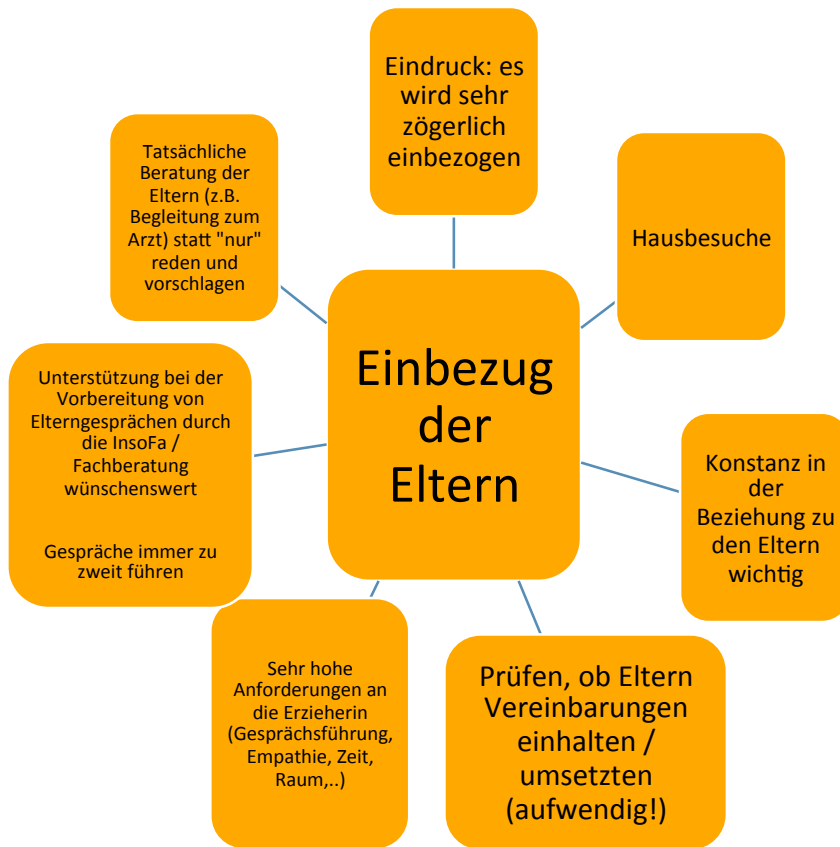 Eindruck: es
wird sehr
zögerlich
einbezogen
Tatsächliche
Beratung der
Eltern (z.B.
Begleitung zum
Arzt) statt "nur"
reden und
vorschlagen
Hausbesuche
Einbezug
der
Eltern
Unterstützung bei der
Vorbereitung von
Elterngesprächen durch
die InsoFa /
Fachberatung
wünschenswert
Gespräche immer zu
zweit führen
Konstanz in
der
Beziehung zu
den Eltern
wichtig
Sehr hohe
Anforderungen an
die Erzieherin
(Gesprächsführung,
Empathie, Zeit,
Raum,..)
Prüfen, ob Eltern
Vereinbarungen
einhalten /
umsetzten
(aufwendig!)